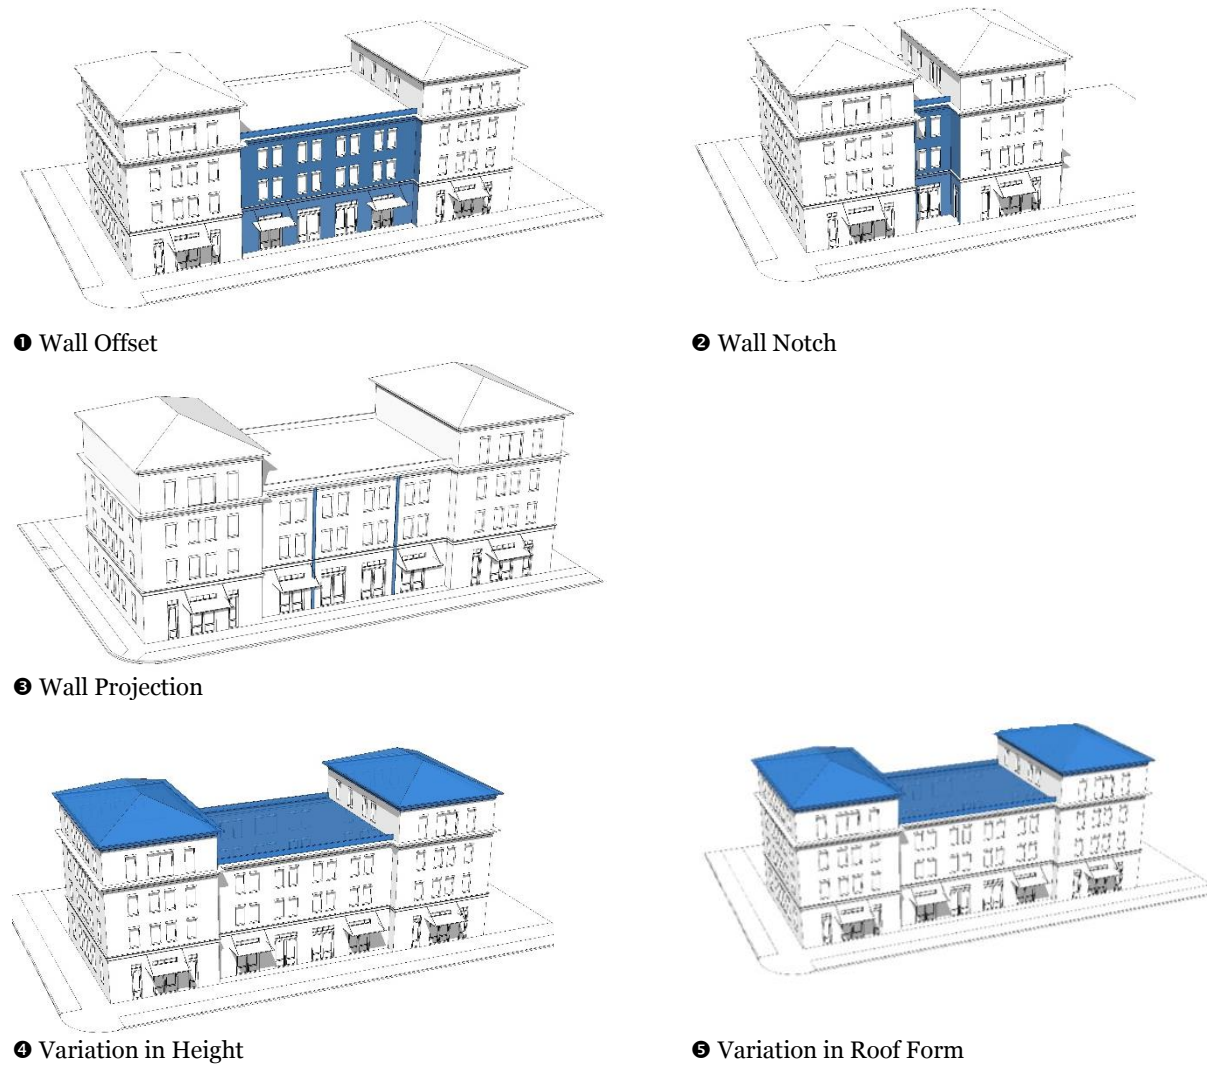 ❶ Wall Offset
❷ Wall Notch
❸ Wall Projection
❹ Variation in Height
❺ Variation in Roof Form